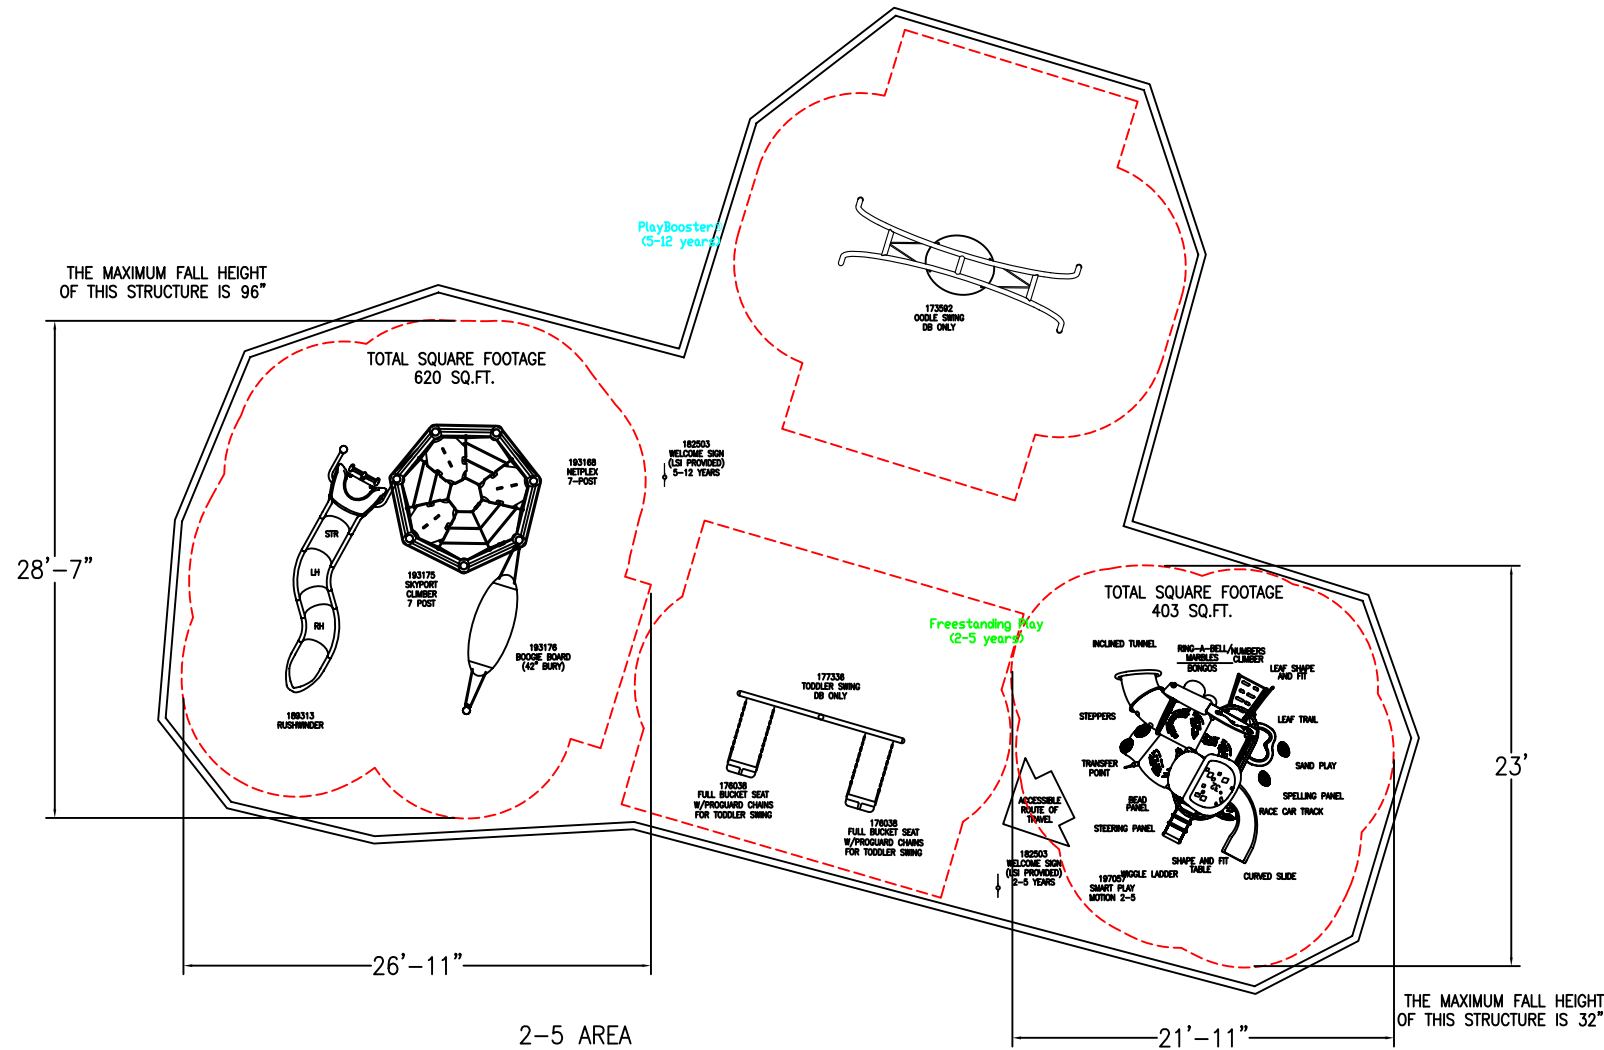 PlayBooster
(5-12 years)
THE MAXIMUM FALL HEIGHT
OF THIS STRUCTURE IS 96"
173592
OODLE SWING
DB ONLY
TOTAL SQUARE FOOTAGE
620 SQ.FT.
182503
WELCOME SIGN
(LSI PROVIDED)
5-12 YEARS
193168
NETPLEX
7-POST
STR
LH
RH
28'-7"
193175
SKYPORT
CLIMBER
7 POST
193176
BOOGIE BOARD
(42" BURY)
189313
RUSHWINDER
Freestanding Play
(2-5 years)
TOTAL SQUARE FOOTAGE
403 SQ.FT.
177336
TODDLER SWING
DB ONLY
176038
FULL BUCKET SEAT
W/PROGUARD CHAINS
FOR TODDLER SWING
176038
FULL BUCKET SEAT
W/PROGUARD CHAINS
FOR TODDLER SWING
INCLINED TUNNEL
RING-A-BELL/
MARBLES
BONGOS
NUMBERS
CLIMBER
LEAF SHAPE
AND FIT
STEPPERS
LEAF TRAIL
TRANSFER
POINT
SAND PLAY
BEAD
PANEL
SPELLING PANEL
RACE CAR TRACK
STEERING PANEL
SHAPE AND FIT
TABLE
WIGGLE LADDER
CURVED SLIDE
ACCESSIBLE
ROUTE OF
TRAVEL
182503
WELCOME SIGN
(LSI PROVIDED)
2-5 YEARS
197057
SMART PLAY
MOTION 2-5
23'
26'-11"
21'-11"
THE MAXIMUM FALL HEIGHT
OF THIS STRUCTURE IS 32"
2-5 AREA